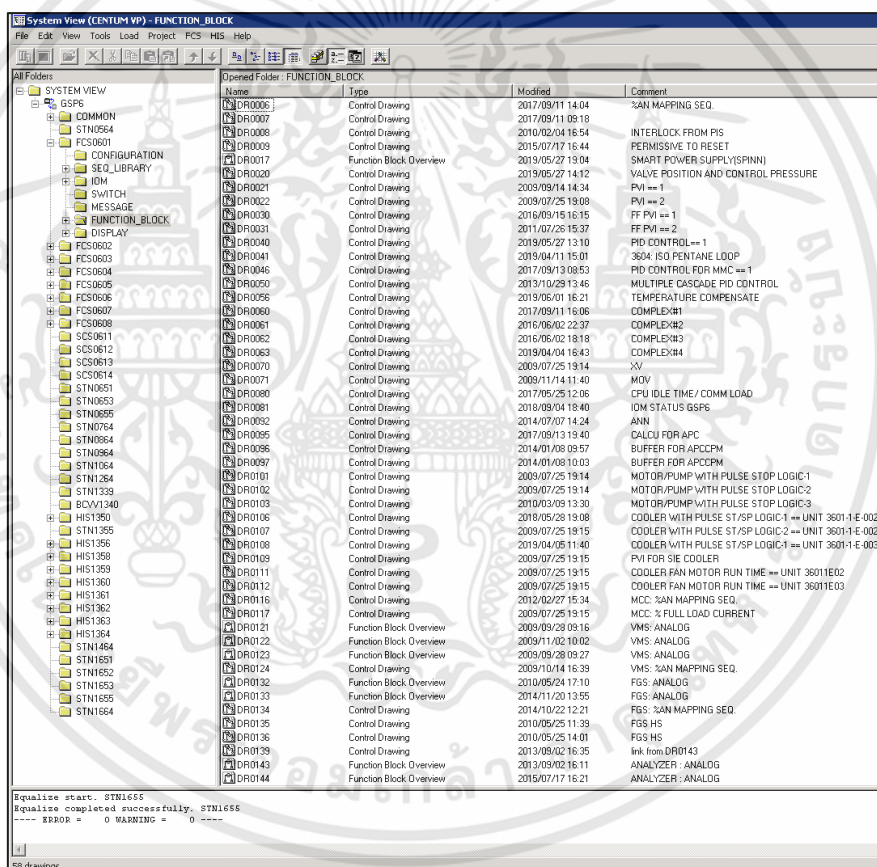 System View (CENTUM VP) - FUNCTION_BLOCK
File Edit View Tools Load Project FCS HIS Help
All Folders
Opened Folder : FUNCTION_BLOCK
SYSTEM VIEW
GSP6
COMMON
STN0564
FCS0601
CONFIGURATION
SEQ_LIBRARY
IOM
SWITCH
MESSAGE
FUNCTION_BLOCK
DISPLAY
FCS0602
FCS0603
FCS0604
FCS0605
FCS0606
FCS0607
FCS0608
SCS0611
SCS0612
SCS0613
SCS0614
STN0651
STN0653
STN0655
STN0764
STN0864
STN0964
STN1064
STN1264
STN1339
BCVV1340
HIS1350
STN1355
HIS1356
HIS1358
HIS1359
HIS1360
HIS1361
HIS1362
HIS1363
HIS1364
STN1464
STN1651
STN1652
STN1653
STN1655
STN1664
Name Type Modified Comment
DR0006 Control Drawing 2017/09/11 14:04 %AN MAPPING SEQ.
DR0007 Control Drawing 2017/09/11 09:18
DR0008 Control Drawing 2010/02/04 16:54 INTERLOCK FROM PIS
DR0009 Control Drawing 2015/07/17 16:44 PERMISSIVE TO RESET
DR0017 Function Block Overview 2019/05/27 19:04 SMART POWER SUPPLY(SPINN)
DR0020 Control Drawing 2019/05/27 14:12 VALVE POSITION AND CONTROL PRESSURE
DR0021 Control Drawing 2009/09/14 14:34 PVI == 1
DR0022 Control Drawing 2009/07/25 19:08 PVI == 2
DR0030 Control Drawing 2016/09/15 16:15 FF PVI == 1
DR0031 Control Drawing 2011/07/26 15:37 FF PVI == 2
DR0040 Control Drawing 2019/05/27 13:10 PID CONTROL== 1
DR0041 Control Drawing 2019/04/11 15:01 3604: ISO PENTANE LOOP
DR0046 Control Drawing 2017/09/13 08:53 PID CONTROL FOR MMC == 1
DR0050 Control Drawing 2013/10/29 13:46 MULTIPLE CASCADE PID CONTROL
DR0056 Control Drawing 2019/06/01 16:21 TEMPERATURE COMPENSATE
DR0060 Control Drawing 2017/09/11 16:06 COMPLEX#1
DR0061 Control Drawing 2016/06/02 22:37 COMPLEX#2
DR0062 Control Drawing 2016/06/02 18:18 COMPLEX#3
DR0063 Control Drawing 2019/04/04 16:43 COMPLEX#4
DR0070 Control Drawing 2009/07/25 19:14 XV
DR0071 Control Drawing 2009/11/14 11:40 MOV
DR0080 Control Drawing 2017/05/25 12:06 CPU IDLE TIME/ COMM LOAD
DR0081 Control Drawing 2018/09/04 18:40 IOM STATUS GSP6
DR0092 Control Drawing 2014/07/07 14:24 ANN
DR0095 Control Drawing 2017/09/13 19:40 CALCU FOR APC
DR0096 Control Drawing 2014/01/08 09:57 BUFFER FOR APCCPM
DR0097 Control Drawing 2014/01/08 10:03 BUFFER FOR APCCPM
DR0101 Control Drawing 2009/07/25 19:14 MOTOR/PUMP WITH PULSE STOP LOGIC-1
DR0102 Control Drawing 2009/07/25 19:14 MOTOR/PUMP WITH PULSE STOP LOGIC-2
DR0103 Control Drawing 2010/03/09 13:30 MOTOR/PUMP WITH PULSE STOP LOGIC-3
DR0106 Control Drawing 2018/05/28 19:08 COOLER WITH PULSE ST/SP LOGIC-1 == UNIT 3601-1-E-002
DR0107 Control Drawing 2009/07/25 19:15 COOLER WITH PULSE ST/SP LOGIC-2 == UNIT 3601-1-E-002
DR0108 Control Drawing 2019/04/05 11:40 COOLER WITH PULSE ST/SP LOGIC-1 == UNIT 3601-1-E-003
DR0109 Control Drawing 2009/07/25 19:15 PVI FOR SIE COOLER
DR0111 Control Drawing 2009/07/25 19:15 COOLER FAN MOTOR RUN TIME == UNIT 36011E02
DR0112 Control Drawing 2009/07/25 19:15 COOLER FAN MOTOR RUN TIME == UNIT 36011E03
DR0116 Control Drawing 2012/02/27 15:34 MCC: %AN MAPPING SEQ.
DR0117 Control Drawing 2009/07/25 19:15 MCC: % FULL LOAD CURRENT
DR0121 Function Block Overview 2009/09/28 09:16 VMS: ANALOG
DR0122 Function Block Overview 2009/11/02 10:02 VMS: ANALOG
DR0123 Function Block Overview 2009/09/28 09:27 VMS: ANALOG
DR0124 Control Drawing 2009/10/14 16:39 VMS: %AN MAPPING SEQ.
DR0132 Function Block Overview 2010/05/24 17:10 FGS: ANALOG
DR0133 Function Block Overview 2014/11/20 13:55 FGS: ANALOG
DR0134 Control Drawing 2014/10/22 12:21 FGS: %AN MAPPING SEQ.
DR0135 Control Drawing 2010/05/25 11:39 FGS HS
DR0136 Control Drawing 2010/05/25 14:01 FGS HS
DR0139 Control Drawing 2013/09/02 16:35 link from DR0143
DR0143 Function Block Overview 2013/09/02 16:11 ANALYZER : ANALOG
DR0144 Function Block Overview 2015/07/17 16:21 ANALYZER : ANALOG
Equalize start. STN1655
Equalize completed successfully. STN1655
---- ERROR = 0 WARNING = 0 ----
58 drawings